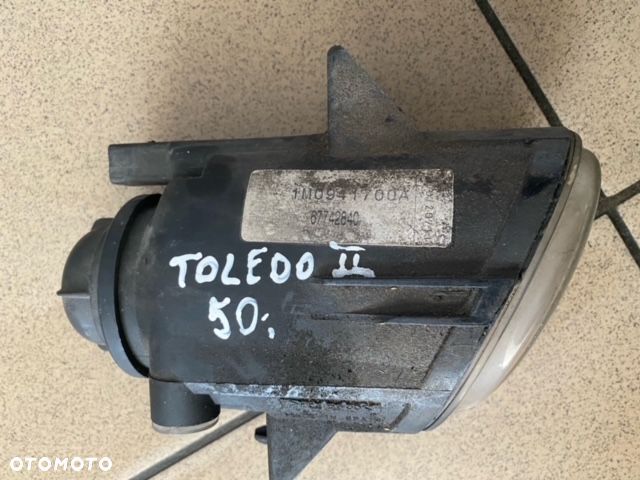 1M0941700A
67742840
TOLEDO II
50.-
OTOMOTO